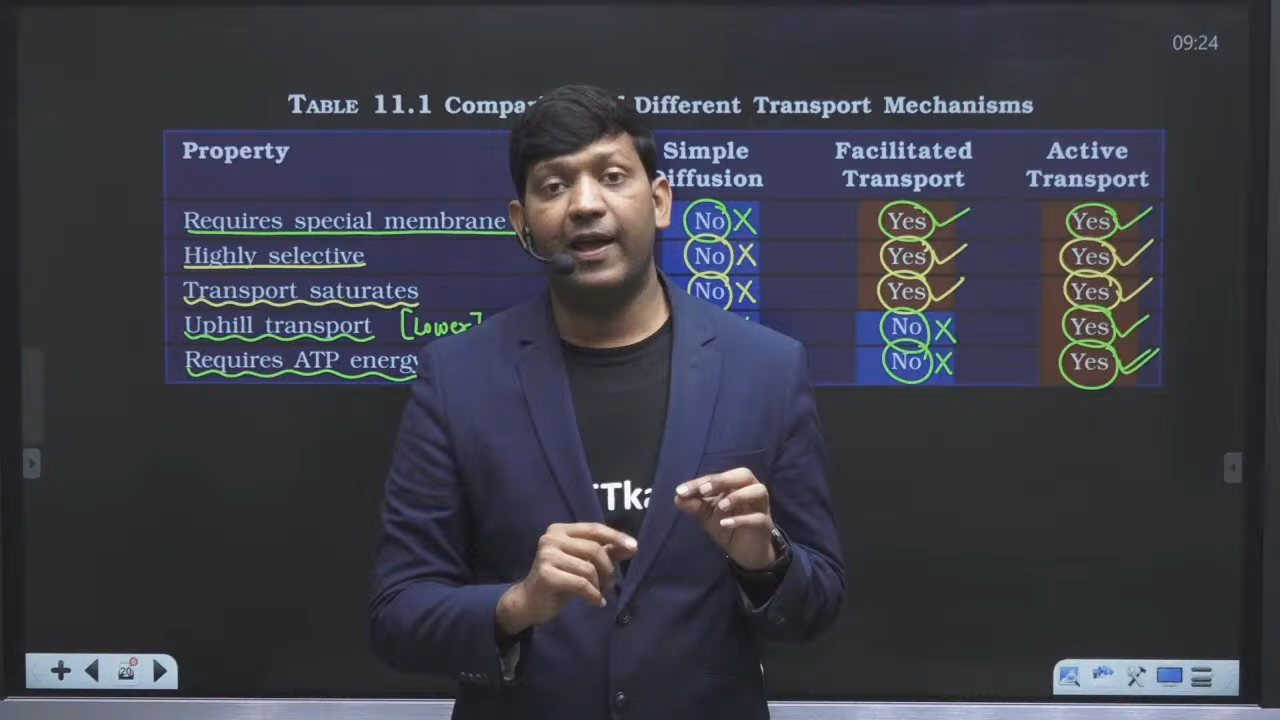 09:24
TABLE 11.1 Different Transport Mechanisms
Property Simple Diffusion Facilitated Transport Active Transport
Requires special membrane No X Yes ✓ Yes ✓
Highly selective No X Yes ✓ Yes ✓
Transport saturates No X Yes ✓ Yes ✓
Uphill transport [Lower] No X Yes ✓
Requires ATP energy No X Yes ✓
20